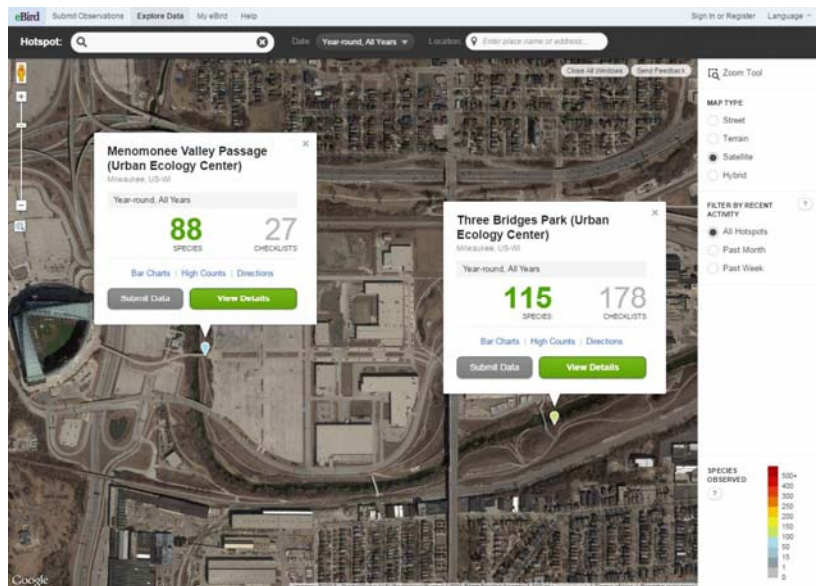 eBird Submit Observations Explore Data My eBird Help Sign In or Register Language
Hotspot: Date: Year-round, All Years Location: Enter place name or address...
Close All Windows Send Feedback
Zoom Tool
MAP TYPE
Street
Terrain
Satellite
Hybrid
FILTER BY RECENT
ACTIVITY
?
All Hotspots
Past Month
Past Week
Menomonee Valley Passage
(Urban Ecology Center)
Milwaukee, US-WI
Year-round, All Years
88 27
SPECIES CHECKLISTS
Bar Charts | High Counts | Directions
Submit Data View Details
Three Bridges Park (Urban
Ecology Center)
Milwaukee, US-WI
Year-round, All Years
115 178
SPECIES CHECKLISTS
Bar Charts | High Counts | Directions
Submit Data View Details
SPECIES
OBSERVED
?
500+
400
300
250
200
150
100
50
15
1
0
Google